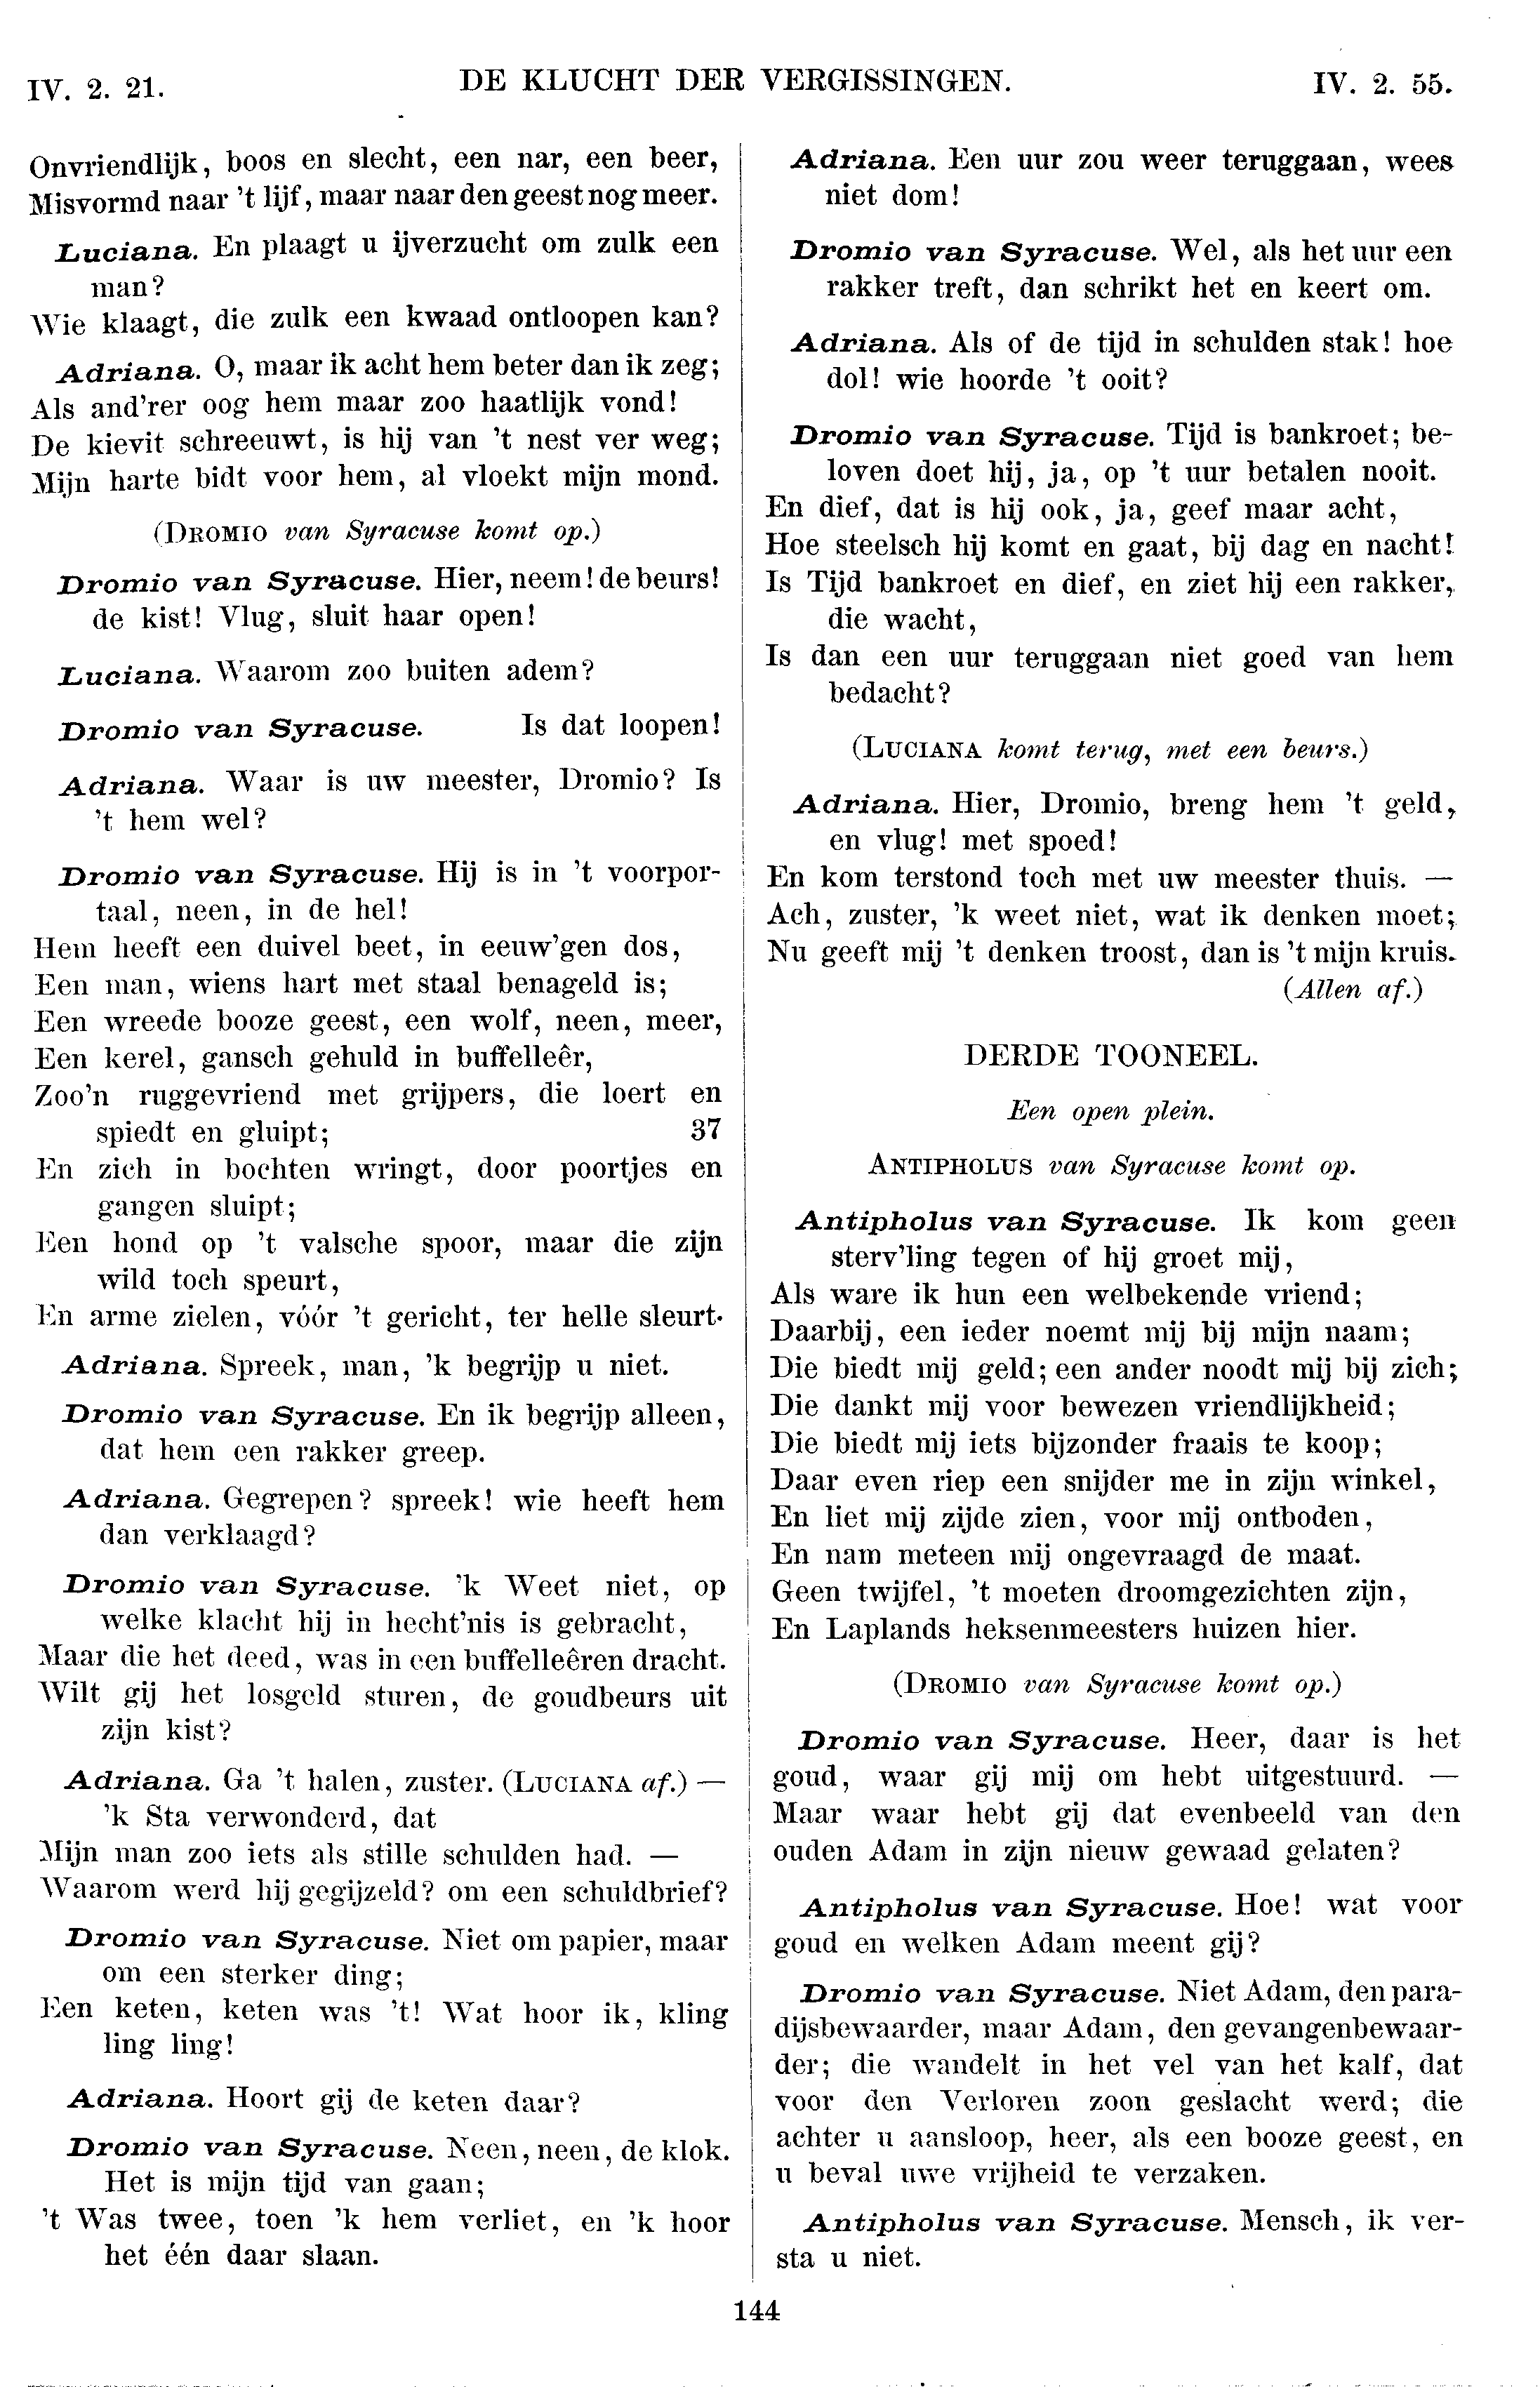 IV. 2. 21. DE KLUCHT DER VERGISSINGEN. IV. 2. 55.
Onvriendlijk, boos en slecht, een nar, een beer,
Misvormd naar 't lijf, maar naar den geest nog meer.
Luciana. En plaagt u ijverzucht om zulk een
man?
Wie klaagt, die zulk een kwaad ontloopen kan?
Adriana. O, maar ik acht hem beter dan ik zeg;
Als and'rer oog hem maar zoo haatlijk vond!
De kievit schreeuwt, is hij van 't nest ver weg;
Mijn harte bidt voor hem, al vloekt mijn mond.
(DROMIO van Syracuse komt op.)
Dromio van Syracuse. Hier, neem! de beurs!
de kist! Vlug, sluit haar open!
Luciana. Waarom zoo buiten adem?
Dromio van Syracuse. Is dat loopen!
Adriana. Waar is uw meester, Dromio? Is
't hem wel?
Dromio van Syracuse. Hij is in 't voorpor-
taal, neen, in de hel!
Hem heeft een duivel beet, in eeuw'gen dos,
Een man, wiens hart met staal benageld is;
Een wreede booze geest, een wolf, neen, meer,
Een kerel, gansch gehuld in buffelleêr,
Zoo'n ruggevriend met grijpers, die loert en
spiedt en gluipt; 37
En zich in bochten wringt, door poortjes en
gangen sluipt;
Een hond op 't valsche spoor, maar die zijn
wild toch speurt,
En arme zielen, vóór 't gericht, ter helle sleurt.
Adriana. Spreek, man, 'k begrijp u niet.
Dromio van Syracuse. En ik begrijp alleen,
dat hem een rakker greep.
Adriana. Gegrepen? spreek! wie heeft hem
dan verklaagd?
Dromio van Syracuse. 'k Weet niet, op
welke klacht hij in hecht'nis is gebracht,
Maar die het deed, was in een buffelleêren dracht.
Wilt gij het losgeld sturen, de goudbeurs uit
zijn kist?
Adriana. Ga 't halen, zuster. (LUCIANA af.) —
'k Sta verwonderd, dat
Mijn man zoo iets als stille schulden had. —
Waarom werd hij gegijzeld? om een schuldbrief?
Dromio van Syracuse. Niet om papier, maar
om een sterker ding;
Een keten, keten was 't! Wat hoor ik, kling
ling ling!
Adriana. Hoort gij de keten daar?
Dromio van Syracuse. Neen, neen, de klok.
Het is mijn tijd van gaan;
't Was twee, toen 'k hem verliet, en 'k hoor
het één daar slaan.
Adriana. Een uur zou weer teruggaan, wees
niet dom!
Dromio van Syracuse. Wel, als het uur een
rakker treft, dan schrikt het en keert om.
Adriana. Als of de tijd in schulden stak! hoe
dol! wie hoorde 't ooit?
Dromio van Syracuse. Tijd is bankroet; be-
loven doet hij, ja, op 't uur betalen nooit.
En dief, dat is hij ook, ja, geef maar acht,
Hoe steelsch hij komt en gaat, bij dag en nacht!
Is Tijd bankroet en dief, en ziet hij een rakker,
die wacht,
Is dan een uur teruggaan niet goed van hem
bedacht?
(LUCIANA komt terug, met een beurs.)
Adriana. Hier, Dromio, breng hem 't geld,
en vlug! met spoed!
En kom terstond toch met uw meester thuis. —
Ach, zuster, 'k weet niet, wat ik denken moet;
Nu geeft mij 't denken troost, dan is 't mijn kruis.
(Allen af.)
DERDE TOONEEL.
Een open plein.
ANTIPHOLUS van Syracuse komt op.
Antipholus van Syracuse. Ik kom geen
sterv'ling tegen of hij groet mij,
Als ware ik hun een welbekende vriend;
Daarbij, een ieder noemt mij bij mijn naam;
Die biedt mij geld; een ander noodt mij bij zich;
Die dankt mij voor bewezen vriendlijkheid;
Die biedt mij iets bijzonder fraais te koop;
Daar even riep een snijder me in zijn winkel,
En liet mij zijde zien, voor mij ontboden,
En nam meteen mij ongevraagd de maat.
Geen twijfel, 't moeten droomgezichten zijn,
En Laplands heksenmeesters huizen hier.
(DROMIO van Syracuse komt op.)
Dromio van Syracuse. Heer, daar is het
goud, waar gij mij om hebt uitgestuurd. —
Maar waar hebt gij dat evenbeeld van den
ouden Adam in zijn nieuw gewaad gelaten?
Antipholus van Syracuse. Hoe! wat voor
goud en welken Adam meent gij?
Dromio van Syracuse. Niet Adam, den para-
dijsbewaarder, maar Adam, den gevangenbewaar-
der; die wandelt in het vel van het kalf, dat
voor den Verloren zoon geslacht werd; die
achter u aansloop, heer, als een booze geest, en
u beval uwe vrijheid te verzaken.
Antipholus van Syracuse. Mensch, ik ver-
sta u niet.
144